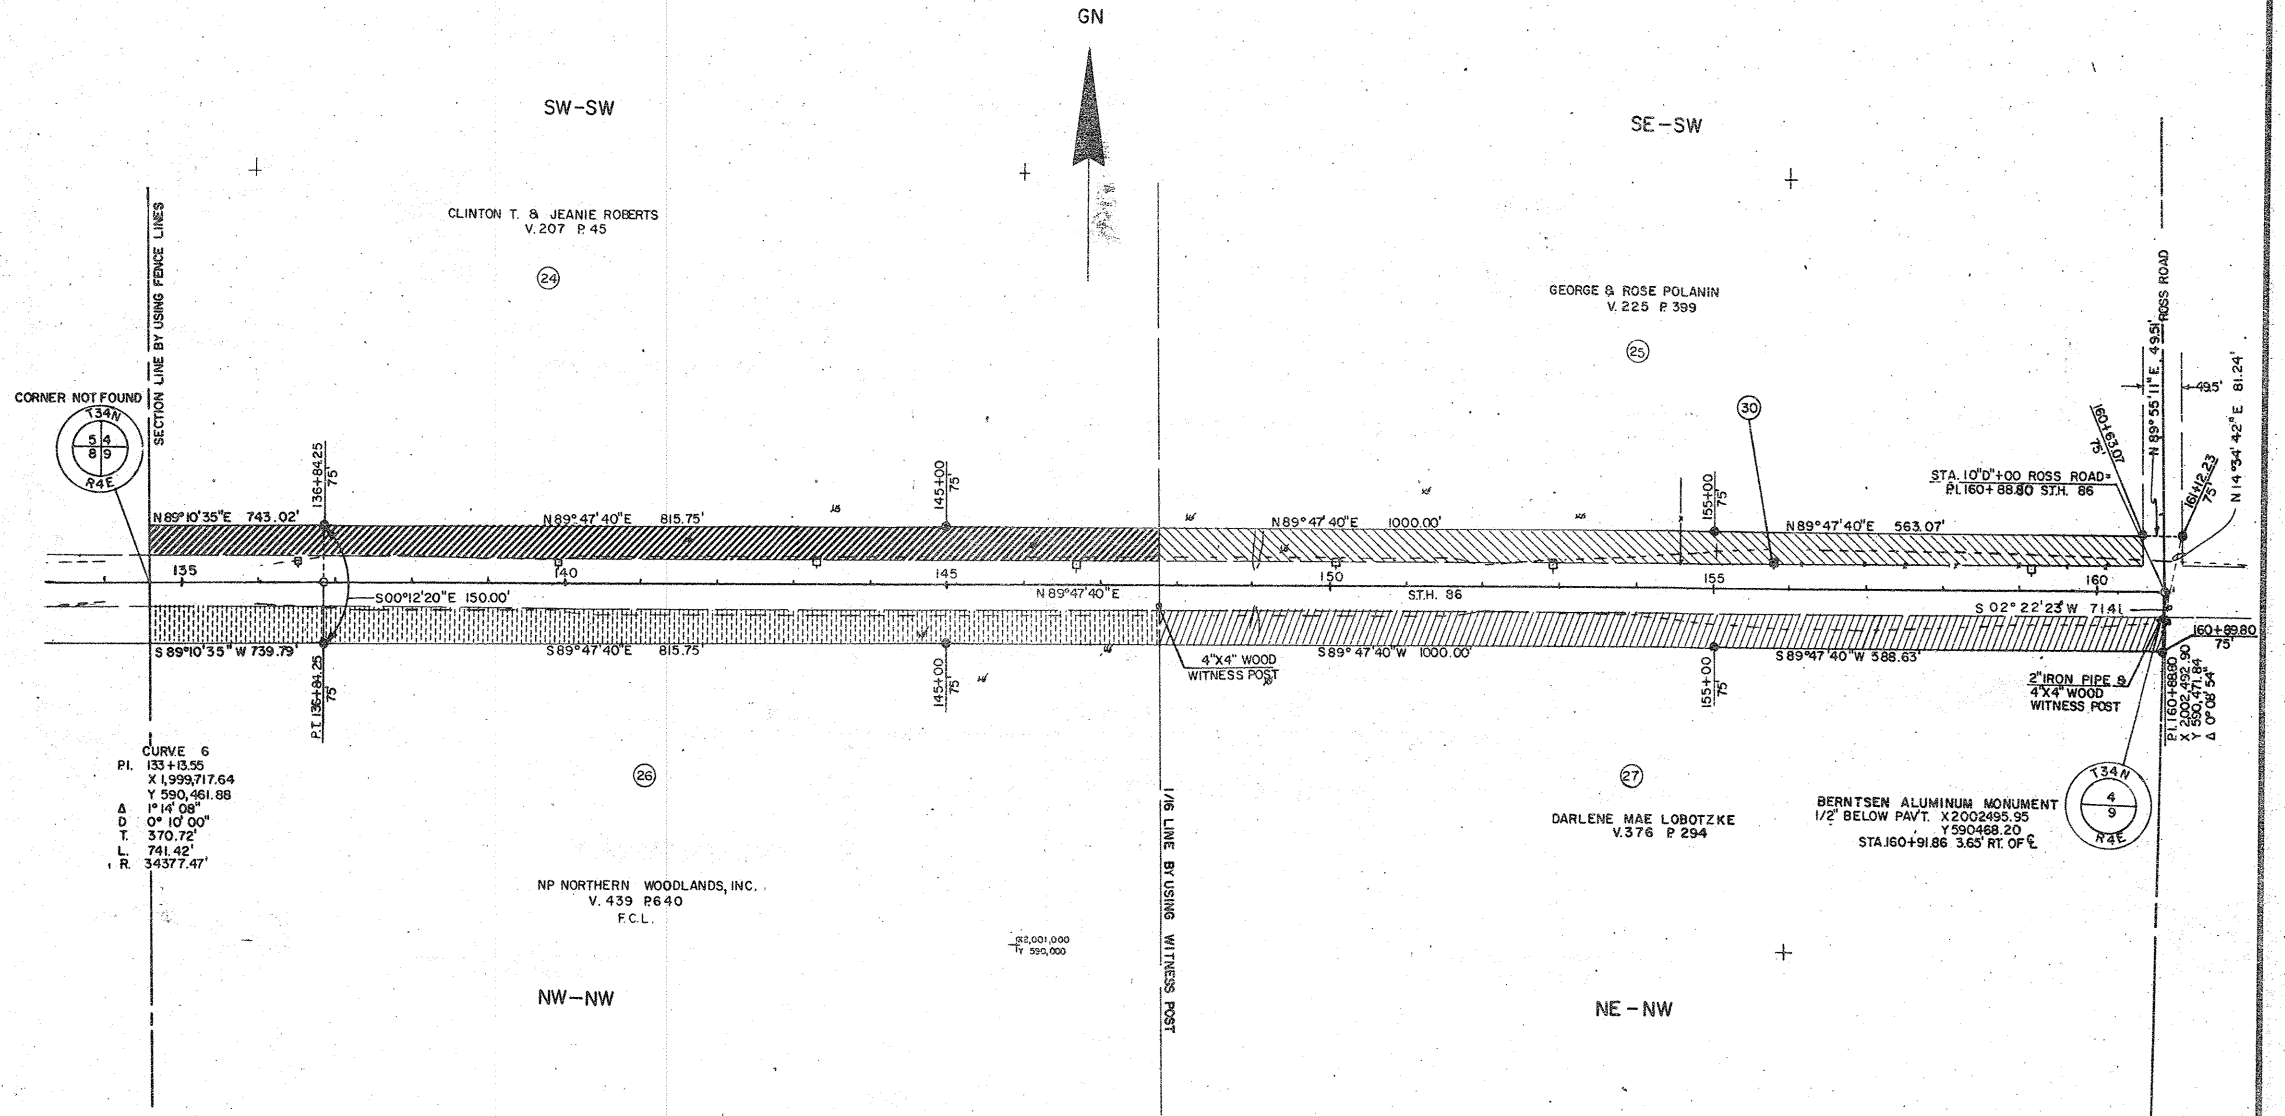 GN
SW-SW
SE-SW
CLINTON T. & JEANIE ROBERTS
V. 207 P. 45
24
GEORGE & ROSE POLANIN
V. 225 P. 399
25
30
SECTION LINE BY USING FENCE LINES
CORNER NOT FOUND
T34N
5 4
8 9
R4E
136+84.25
75'
145+00
75'
155+00
75'
160+63.07
75'
N 89° 55' 11" E 49.51'
ROSS ROAD
49.5'
161+12.23
75'
N 14° 34' 42" E 81.24'
STA. 10"D"+00 ROSS ROAD=
P.I. 160+88.80 S.T.H. 86
N 89° 10' 35" E 743.02'
N 89° 47' 40" E 815.75'
N 89° 47' 40" E 1000.00'
N 89° 47' 40" E 563.07'
135
140
145
150
155
160
S 00° 12' 20" E 150.00'
N 89° 47' 40" E
S.T.H. 86
S 02° 22' 23" W 71.41
S 89° 10' 35" W 739.79'
S 89° 47' 40" E 815.75'
S 89° 47' 40" W 1000.00'
S 89° 47' 40" W 588.63'
160+89.80
75'
4"X4" WOOD
WITNESS POST
2" IRON PIPE &
4"X4" WOOD
WITNESS POST
P.T. 136+84.25
75'
145+00
75'
155+00
75'
P.I. 160+88.80
X 2,002,492.90
Y 590,471.84
Δ 0° 08' 54"
CURVE 6
P.I. 133+13.55
X 1,999,717.64
Y 590,461.88
Δ 1° 14' 08"
D 0° 10' 00"
T. 370.72'
L. 741.42'
R. 34377.47'
26
27
1/16 LINE BY USING WITNESS POST
DARLENE MAE LOBOTZKE
V. 376 P. 294
BERNTSEN ALUMINUM MONUMENT
1/2" BELOW PAV'T. X 2002495.95
Y 590468.20
STA. 160+91.86 3.65' RT. OF ℄
T34N
4
9
R4E
NP NORTHERN WOODLANDS, INC.
V. 439 P. 640
F.C.L.
X 2,001,000
Y 590,000
NW-NW
NE-NW